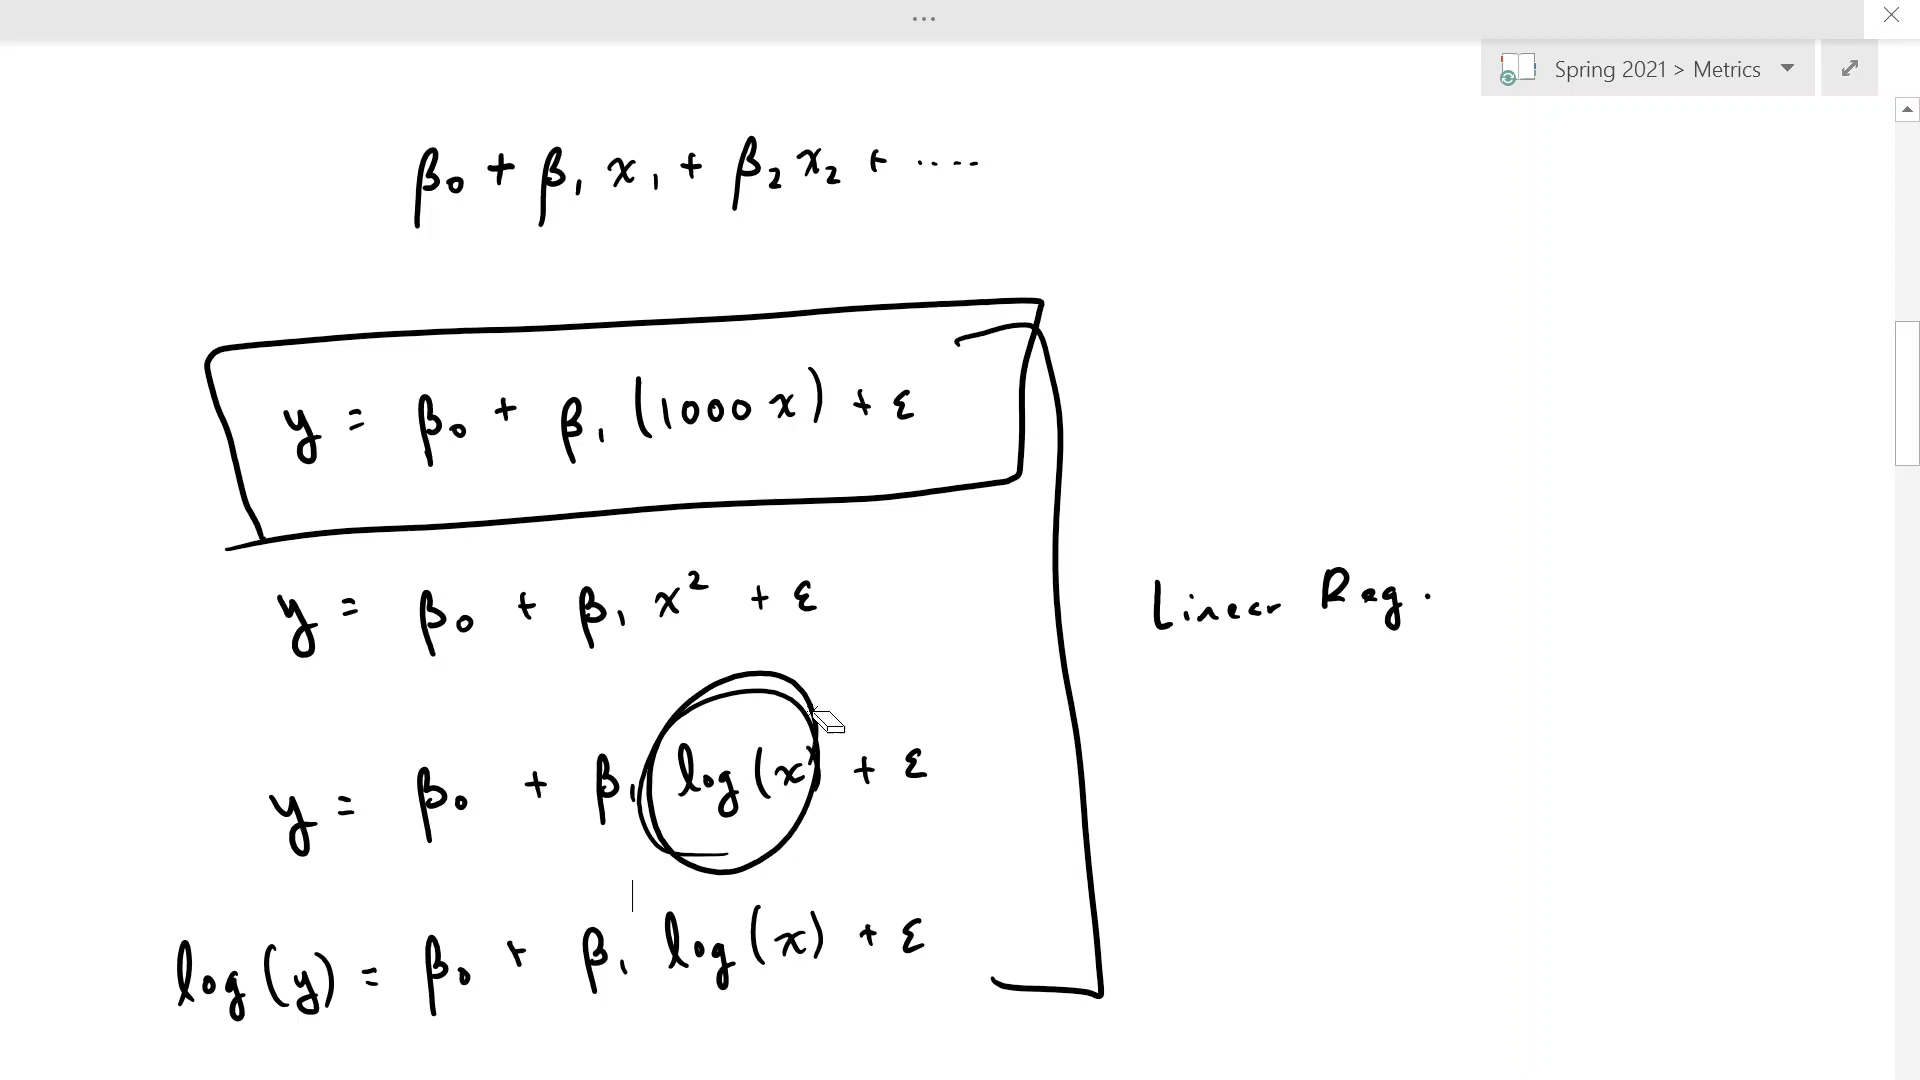 ...
Spring 2021 > Metrics
β₀ + β₁ x₁ + β₂ x₂ + ....
y = β₀ + β₁ (1000 x) + ε
y = β₀ + β₁ x² + ε
Linear Reg.
y = β₀ + β₁ log(x) + ε
log(y) = β₀ + β₁ log(x) + ε